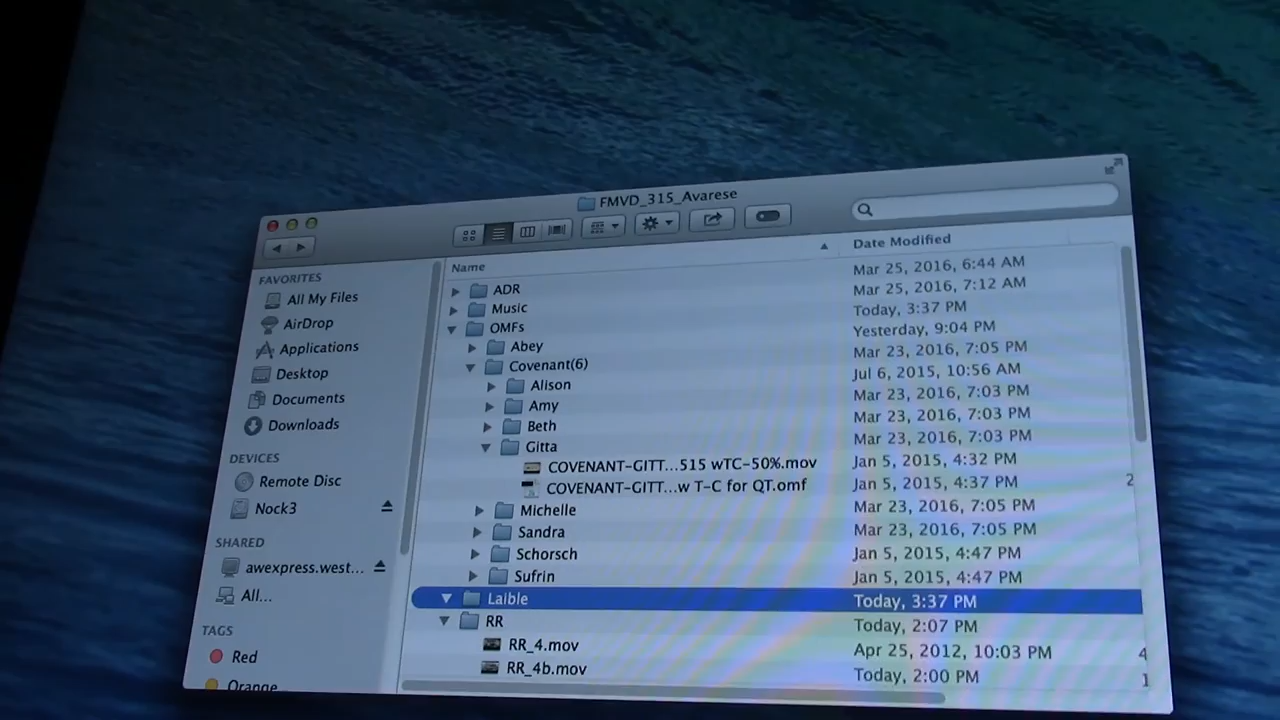 FMVD_315_Avarese
FAVORITES
All My Files
AirDrop
Applications
Desktop
Documents
Downloads
DEVICES
Remote Disc
Nock3
SHARED
awexpress.west...
All...
TAGS
Red
Orange
Name
Date Modified
Mar 25, 2016, 6:44 AM
ADR
Mar 25, 2016, 7:12 AM
Music
Today, 3:37 PM
OMFs
Yesterday, 9:04 PM
Abey
Mar 23, 2016, 7:05 PM
Covenant(6)
Jul 6, 2015, 10:56 AM
Alison
Mar 23, 2016, 7:03 PM
Amy
Mar 23, 2016, 7:03 PM
Beth
Mar 23, 2016, 7:03 PM
Gitta
Jan 5, 2015, 4:32 PM
COVENANT-GITT...515 wTC-50%.mov
Jan 5, 2015, 4:37 PM
2
COVENANT-GITT...w T-C for QT.omf
Mar 23, 2016, 7:05 PM
Michelle
Mar 23, 2016, 7:05 PM
Sandra
Jan 5, 2015, 4:47 PM
Schorsch
Jan 5, 2015, 4:47 PM
Sufrin
Laible
Today, 3:37 PM
RR
Today, 2:07 PM
RR_4.mov
Apr 25, 2012, 10:03 PM
4
RR_4b.mov
Today, 2:00 PM
1